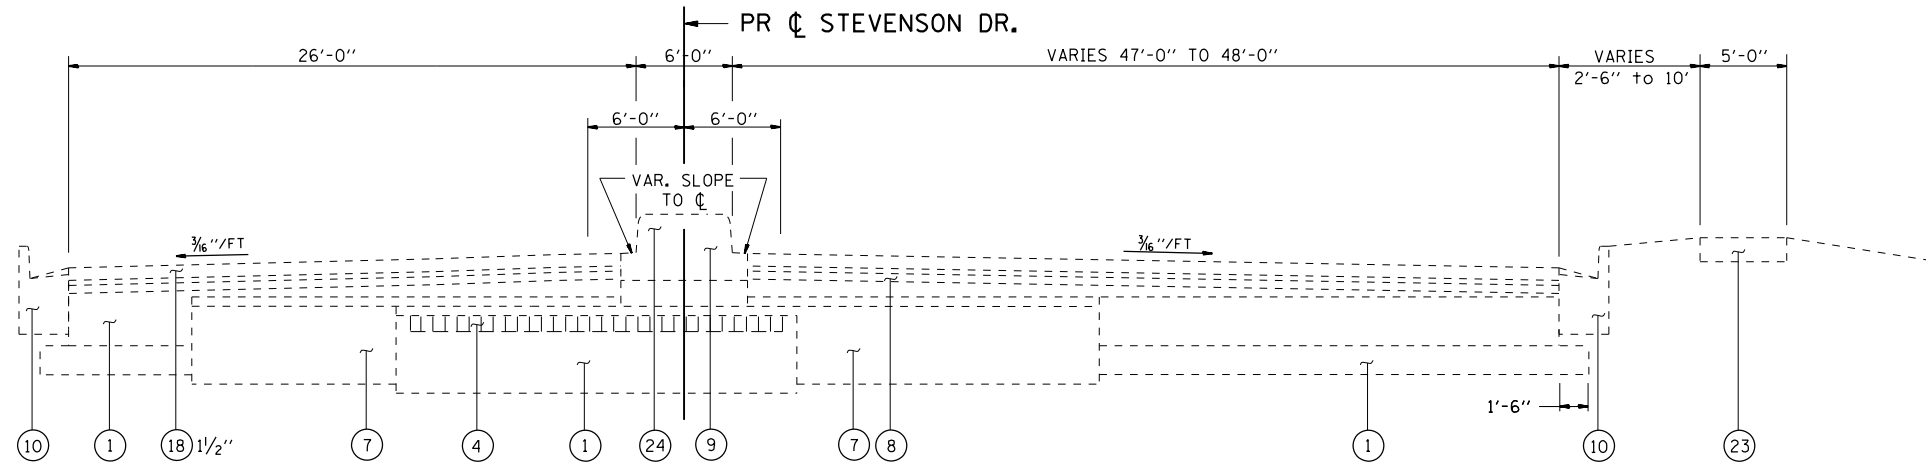 PR ℄ STEVENSON DR.
26'-0"
6'-0"
VARIES 47'-0" TO 48'-0"
VARIES
2'-6" to 10'
5'-0"
6'-0"
6'-0"
VAR. SLOPE
TO ℄
3/16"/FT
3/16"/FT
1'-6"
10
1
18
1 1/2"
7
4
1
24
9
7
8
1
10
23